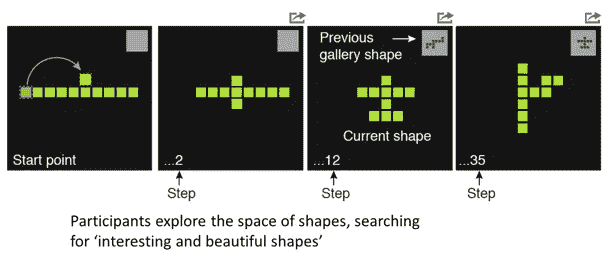 Previous
gallery shape
Current shape
Start point
...2
...12
...35
Step
Step
Step
Participants explore the space of shapes, searching
for ‘interesting and beautiful shapes’